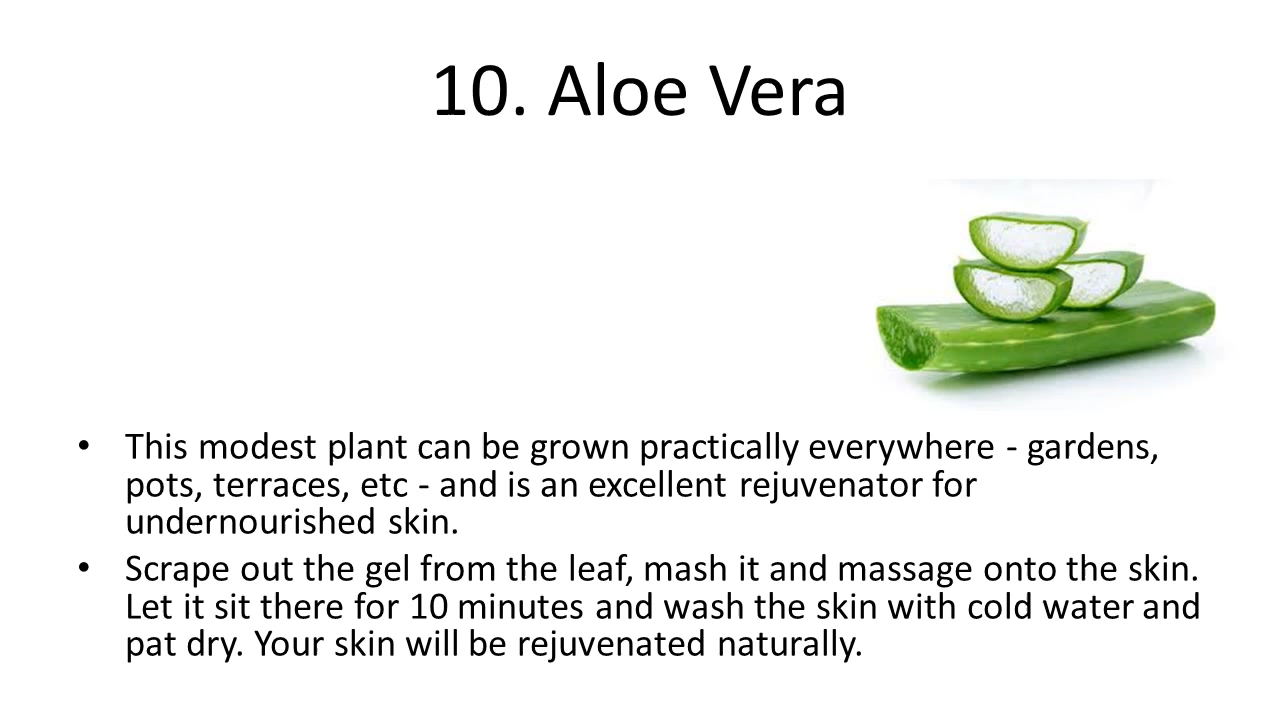 10. Aloe Vera
• This modest plant can be grown practically everywhere - gardens,
pots, terraces, etc - and is an excellent rejuvenator for
undernourished skin.
• Scrape out the gel from the leaf, mash it and massage onto the skin.
Let it sit there for 10 minutes and wash the skin with cold water and
pat dry. Your skin will be rejuvenated naturally.